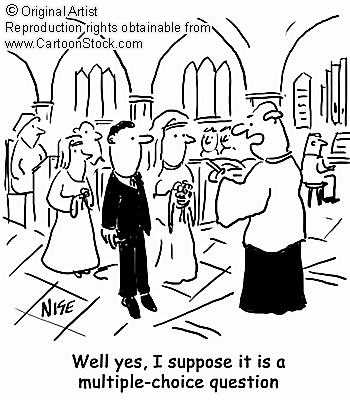 © Original Artist
Reproduction rights obtainable from
www.CartoonStock.com
NISE
Well yes, I suppose it is a
multiple-choice question